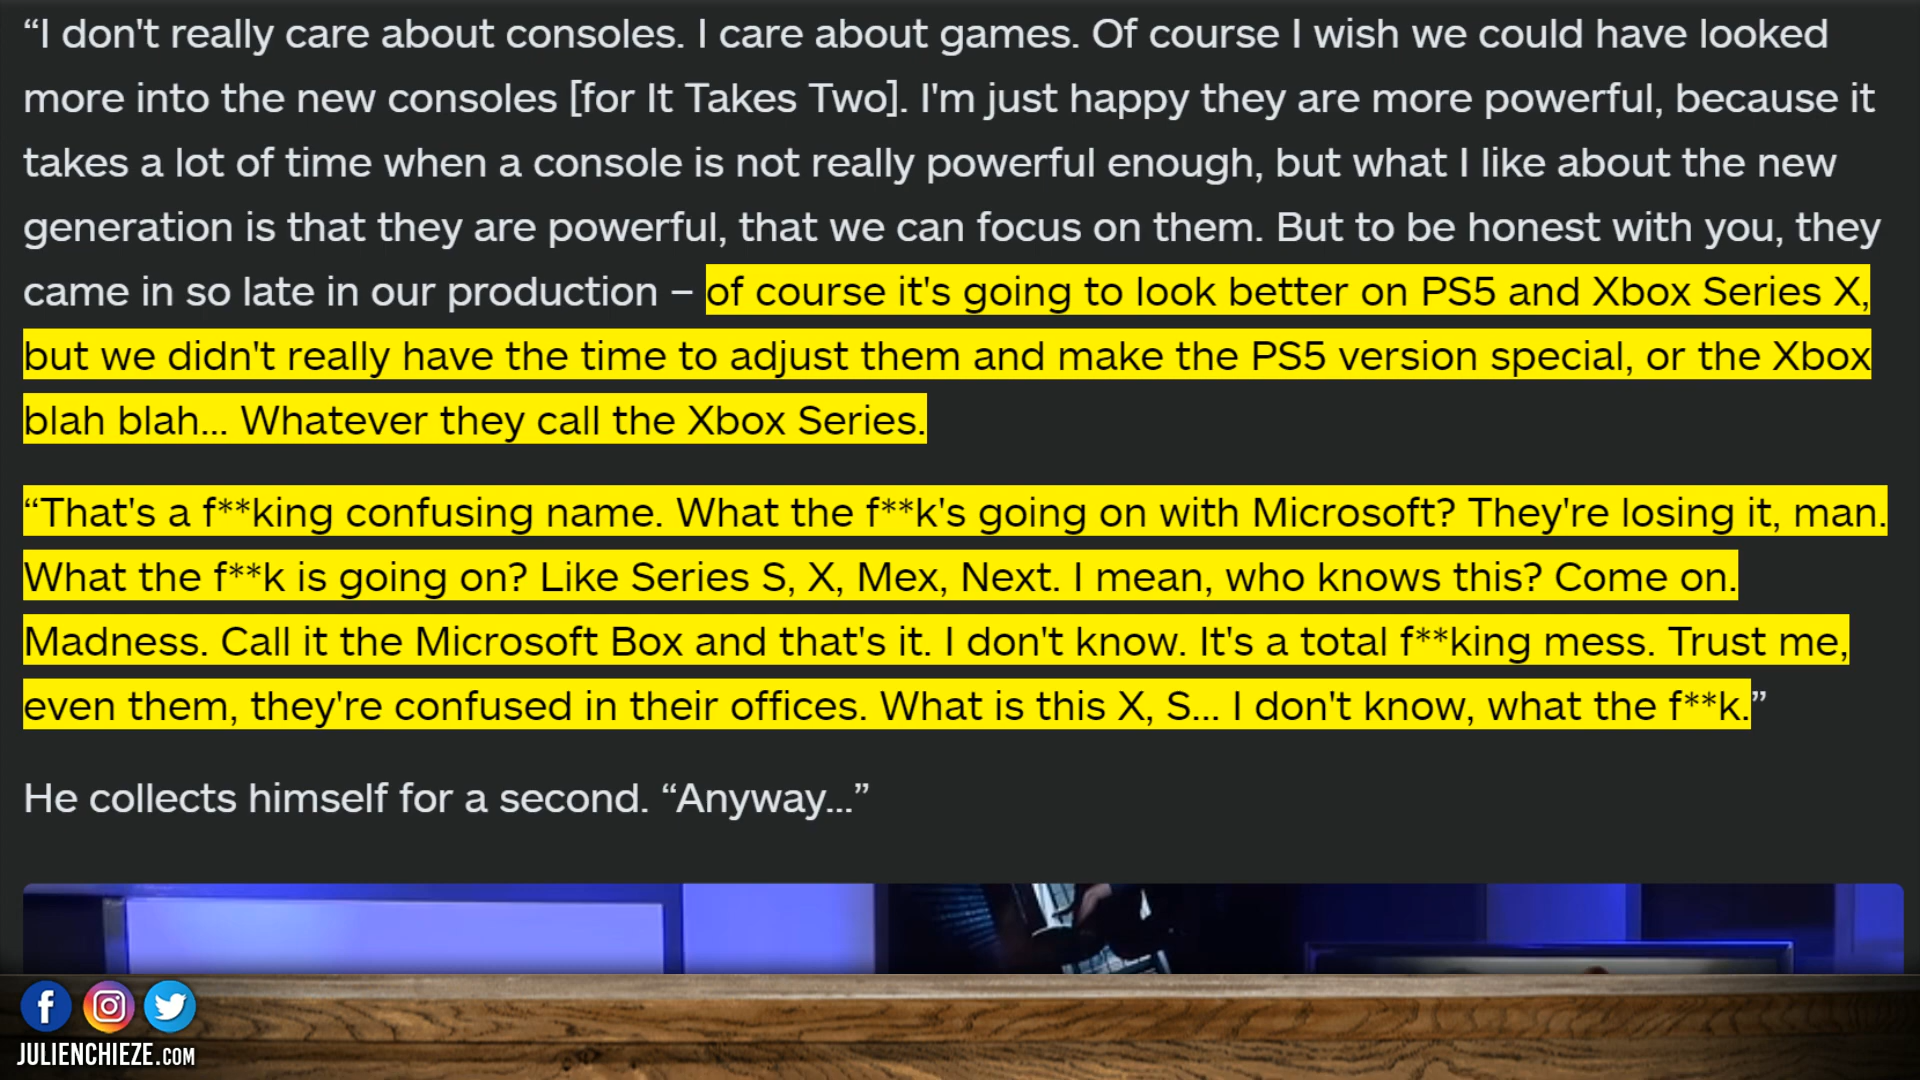 “I don't really care about consoles. I care about games. Of course I wish we could have looked
more into the new consoles [for It Takes Two]. I'm just happy they are more powerful, because it
takes a lot of time when a console is not really powerful enough, but what I like about the new
generation is that they are powerful, that we can focus on them. But to be honest with you, they
came in so late in our production – of course it's going to look better on PS5 and Xbox Series X,
but we didn't really have the time to adjust them and make the PS5 version special, or the Xbox
blah blah... Whatever they call the Xbox Series.
“That's a f**king confusing name. What the f**k's going on with Microsoft? They're losing it, man.
What the f**k is going on? Like Series S, X, Mex, Next. I mean, who knows this? Come on.
Madness. Call it the Microsoft Box and that's it. I don't know. It's a total f**king mess. Trust me,
even them, they're confused in their offices. What is this X, S... I don't know, what the f**k.”
He collects himself for a second. “Anyway...”
JULIENCHIEZE.COM